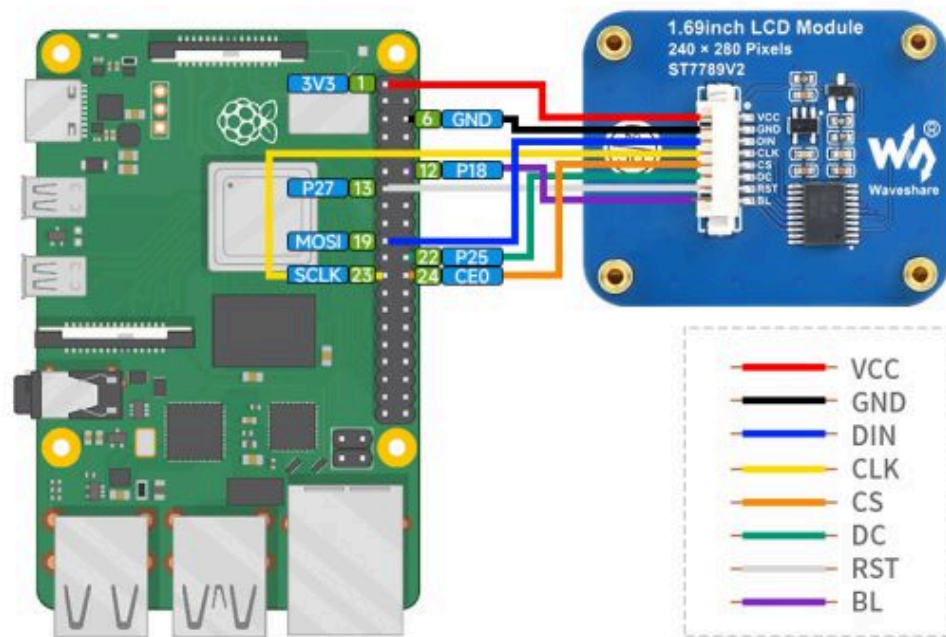 3V3 1
6 GND
12 P18
P27 13
MOSI 19
22 P25
SCLK 23
24 CE0
1.69inch LCD Module
240 × 280 Pixels
ST7789V2
VCC
GND
DIN
CLK
CS
DC
RST
BL
Waveshare
VCC
GND
DIN
CLK
CS
DC
RST
BL